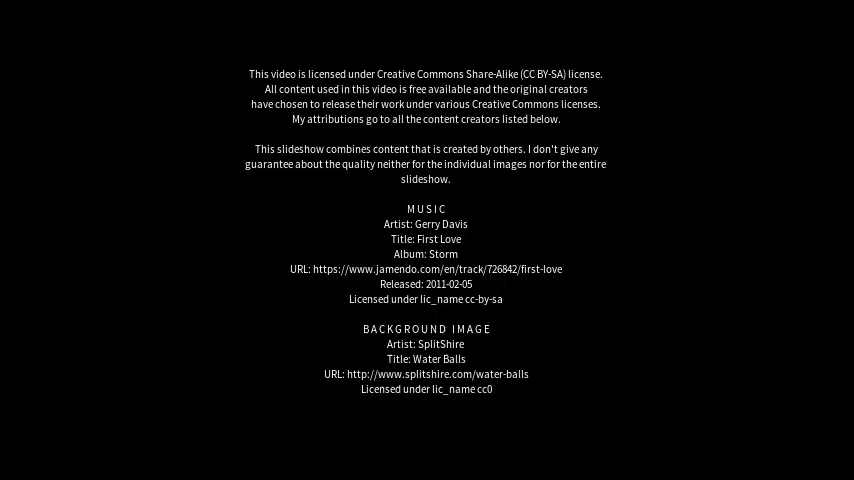 This video is licensed under Creative Commons Share-Alike (CC BY-SA) license.
All content used in this video is free available and the original creators
have chosen to release their work under various Creative Commons licenses.
My attributions go to all the content creators listed below.
This slideshow combines content that is created by others. I don't give any
guarantee about the quality neither for the individual images nor for the entire
slideshow.
MUSIC
Artist: Gerry Davis
Title: First Love
Album: Storm
URL: https://www.jamendo.com/en/track/726842/first-love
Released: 2011-02-05
Licensed under lic_name cc-by-sa
BACKGROUND IMAGE
Artist: SplitShire
Title: Water Balls
URL: http://www.splitshire.com/water-balls
Licensed under lic_name cc0